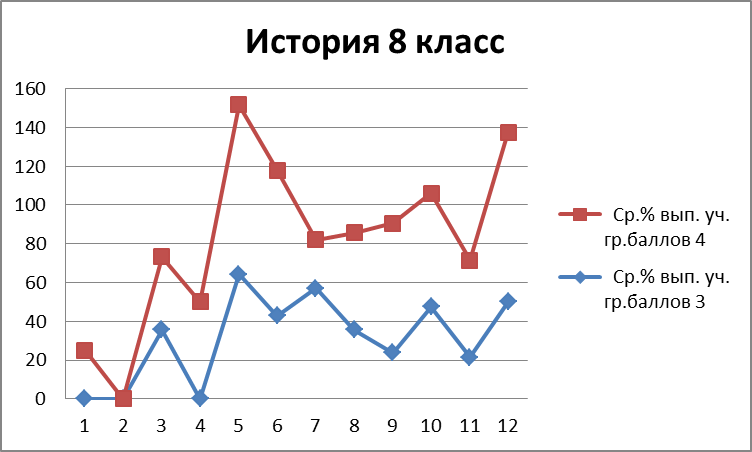 История 8 класс
160
140
120
100
80
60
40
20
0
1 2 3 4 5 6 7 8 9 10 11 12
Ср.% вып. уч.
гр.баллов 4
Ср.% вып. уч.
гр.баллов 3